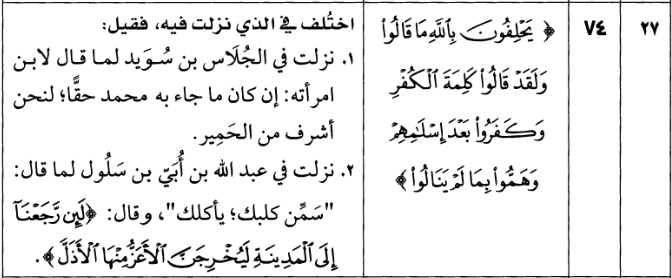 ٢٧
٧٤
﴿ يَحْلِفُونَ بِاللَّهِ مَا قَالُوا
وَلَقَدْ قَالُوا كَلِمَةَ الْكُفْرِ
وَكَفَرُوا بَعْدَ إِسْلَامِهِمْ
وَهَمُّوا بِمَا لَمْ يَنَالُوا ﴾
اختُلف في الذي نزلت فيه، فقيل:
١. نزلت في الجُلَاس بن سُوَيد لما قال لابن
امرأته: إن كان ما جاء به محمد حقًّا؛ لنحن
أشرف من الحَمِير.
٢. نزلت في عبد الله بن أُبَيّ بن سَلُول لما قال:
"سَمِّن كلبك؛ يأكلك"، وقال: ﴿لَئِن رَّجَعْنَآ
إِلَى الْمَدِينَةِ لَيُخْرِجَنَّ الْأَعَزُّ مِنْهَا الْأَذَلَّ﴾.